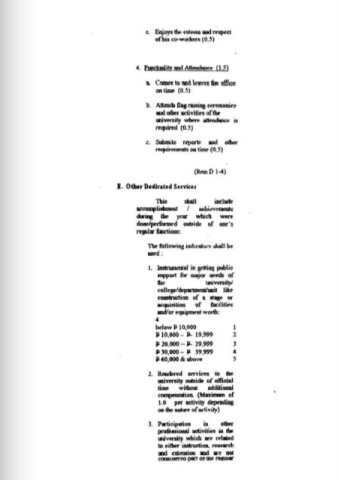 c. Enjoys the esteem and respect
of his co-workers (0.5)
4. Punctuality and Attendance (1.5)
a. Comes to and leaves the office
on time (0.5)
b. Attends flag raising ceremonies
and other activities of the
university where attendance is
required (0.5)
c. Submits reports and other
requirements on time (0.5)
(Rem D 1-4)
E. Other Dedicated Services
This shall include
accomplishment / achievements
during the year which were
done/performed outside of one's
regular functions:
The following indicators shall be
used :
1. Instrumental in getting public
support for major needs of
the university/
college/department/unit like
construction of a stage or
acquisition of facilities
and/or equipment worth:
4
below ₱ 10,000 1
₱ 10,000 – ₱ 19,999 2
₱ 20,000 – ₱ 29,999 3
₱ 30,000 – ₱ 39,999 4
₱ 40,000 & above 5
2. Rendered services to the
university outside of official
time without additional
compensation. (Maximum of
1.0 per activity depending
on the nature of activity)
3. Participation in other
professional activities in the
university which are related
to either instruction, research
and extension and are not
considered part of the regular